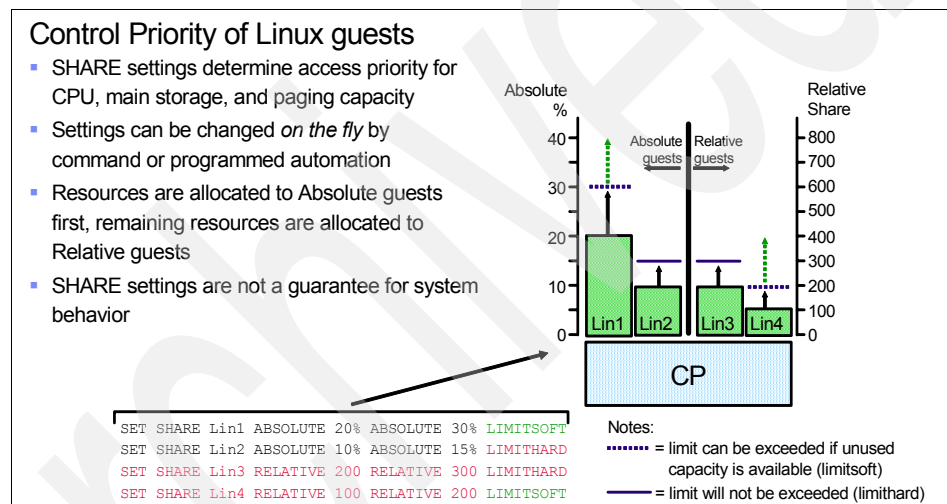 Control Priority of Linux guests
SHARE settings determine access priority for
CPU, main storage, and paging capacity
Settings can be changed on the fly by
command or programmed automation
Resources are allocated to Absolute guests
first, remaining resources are allocated to
Relative guests
SHARE settings are not a guarantee for system
behavior
Absolute
%
Relative
Share
40
30
20
10
0
800
700
600
500
400
300
200
100
0
Absolute
guests
Relative
guests
Lin1
Lin2
Lin3
Lin4
CP
SET SHARE Lin1 ABSOLUTE 20% ABSOLUTE 30% LIMITSOFT
SET SHARE Lin2 ABSOLUTE 10% ABSOLUTE 15% LIMITHARD
SET SHARE Lin3 RELATIVE 200 RELATIVE 300 LIMITHARD
SET SHARE Lin4 RELATIVE 100 RELATIVE 200 LIMITSOFT
Notes:
= limit can be exceeded if unused
capacity is available (limitsoft)
= limit will not be exceeded (limithard)